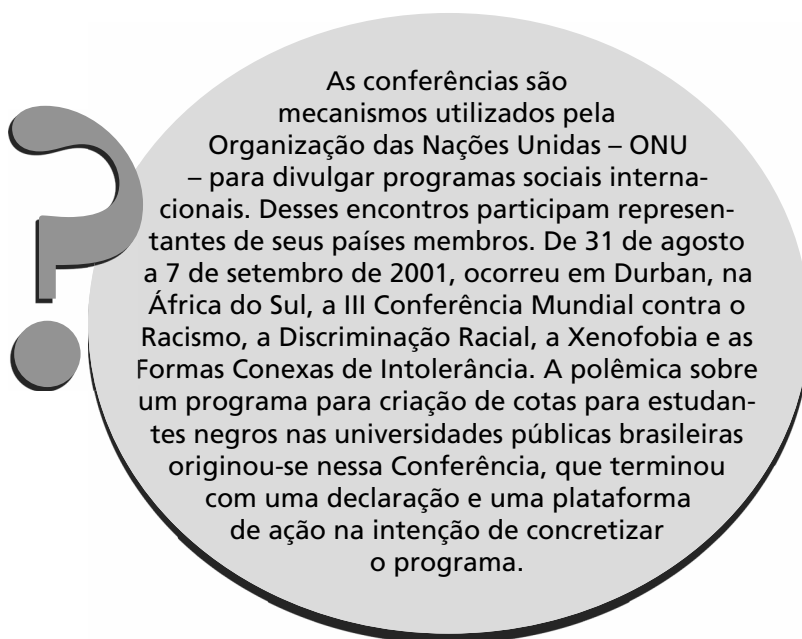 ?
As conferências são
mecanismos utilizados pela
Organização das Nações Unidas – ONU
– para divulgar programas sociais interna-
cionais. Desses encontros participam represen-
tantes de seus países membros. De 31 de agosto
a 7 de setembro de 2001, ocorreu em Durban, na
África do Sul, a III Conferência Mundial contra o
Racismo, a Discriminação Racial, a Xenofobia e as
Formas Conexas de Intolerância. A polêmica sobre
um programa para criação de cotas para estudan-
tes negros nas universidades públicas brasileiras
originou-se nessa Conferência, que terminou
com uma declaração e uma plataforma
de ação na intenção de concretizar
o programa.